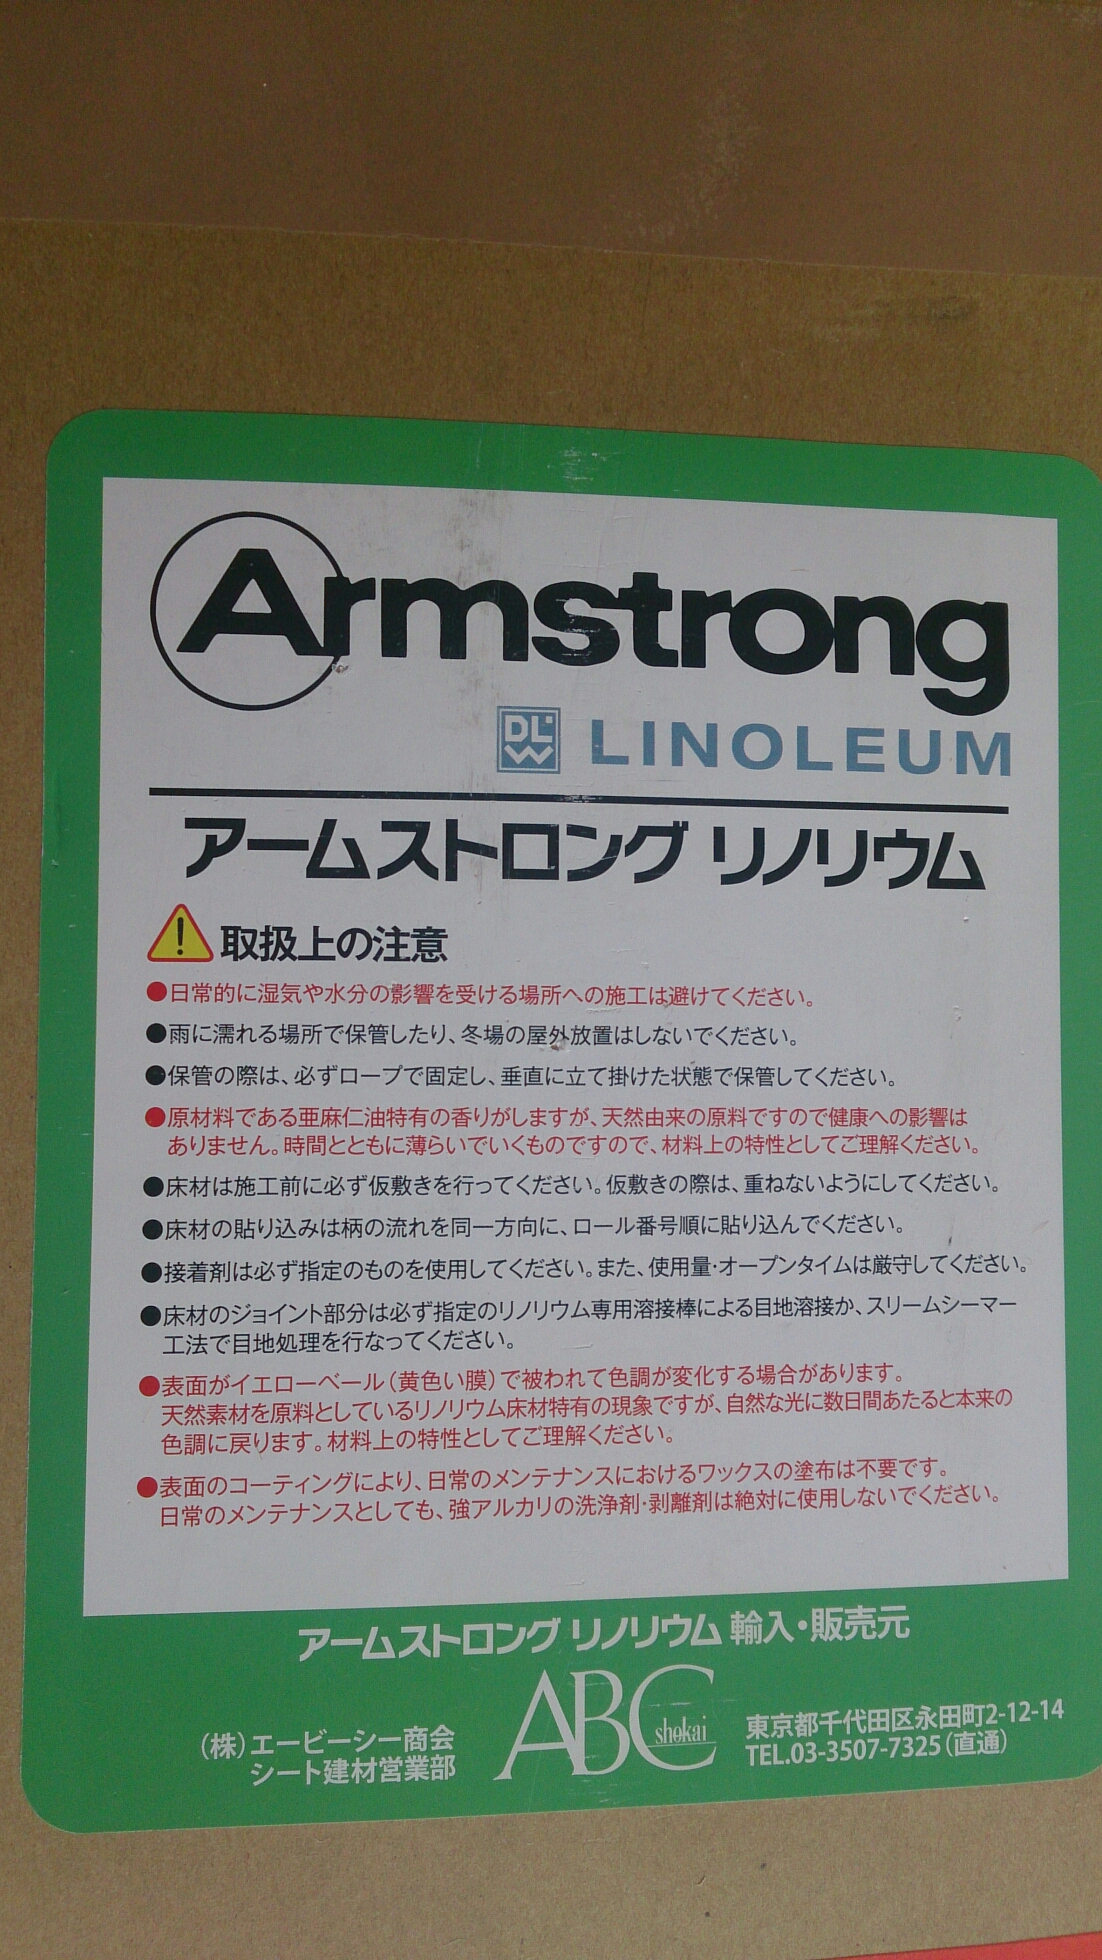 Armstrong
DLW LINOLEUM
アームストロング リノリウム
取扱上の注意
●日常的に湿気や水分の影響を受ける場所への施工は避けてください。
●雨に濡れる場所で保管したり、冬場の屋外放置はしないでください。
●保管の際は、必ずロープで固定し、垂直に立て掛けた状態で保管してください。
●原材料である亜麻仁油特有の香りがしますが、天然由来の原料ですので健康への影響は
ありません。時間とともに薄らいでいくものですので、材料上の特性としてご理解ください。
●床材は施工前に必ず仮敷きを行ってください。仮敷きの際は、重ねないようにしてください。
●床材の貼り込みは柄の流れを同一方向に、ロール番号順に貼り込んでください。
●接着剤は必ず指定のものを使用してください。また、使用量·オープンタイムは厳守してください。
●床材のジョイント部分は必ず指定のリノリウム専用溶接棒による目地溶接か、スリームシーマー
工法で目地処理を行なってください。
●表面がイエローベール（黄色い膜）で被われて色調が変化する場合があります。
天然素材を原料としているリノリウム床材特有の現象ですが、自然な光に数日間あたると本来の
色調に戻ります。材料上の特性としてご理解ください。
●表面のコーティングにより、日常のメンテナンスにおけるワックスの塗布は不要です。
日常のメンテナンスとしても、強アルカリの洗浄剤·剥離剤は絶対に使用しないでください。
アームストロング リノリウム 輸入・販売元
（株）エービーシー商会
シート建材営業部
ABC shokai
東京都千代田区永田町2-12-14
TEL.03-3507-7325（直通）